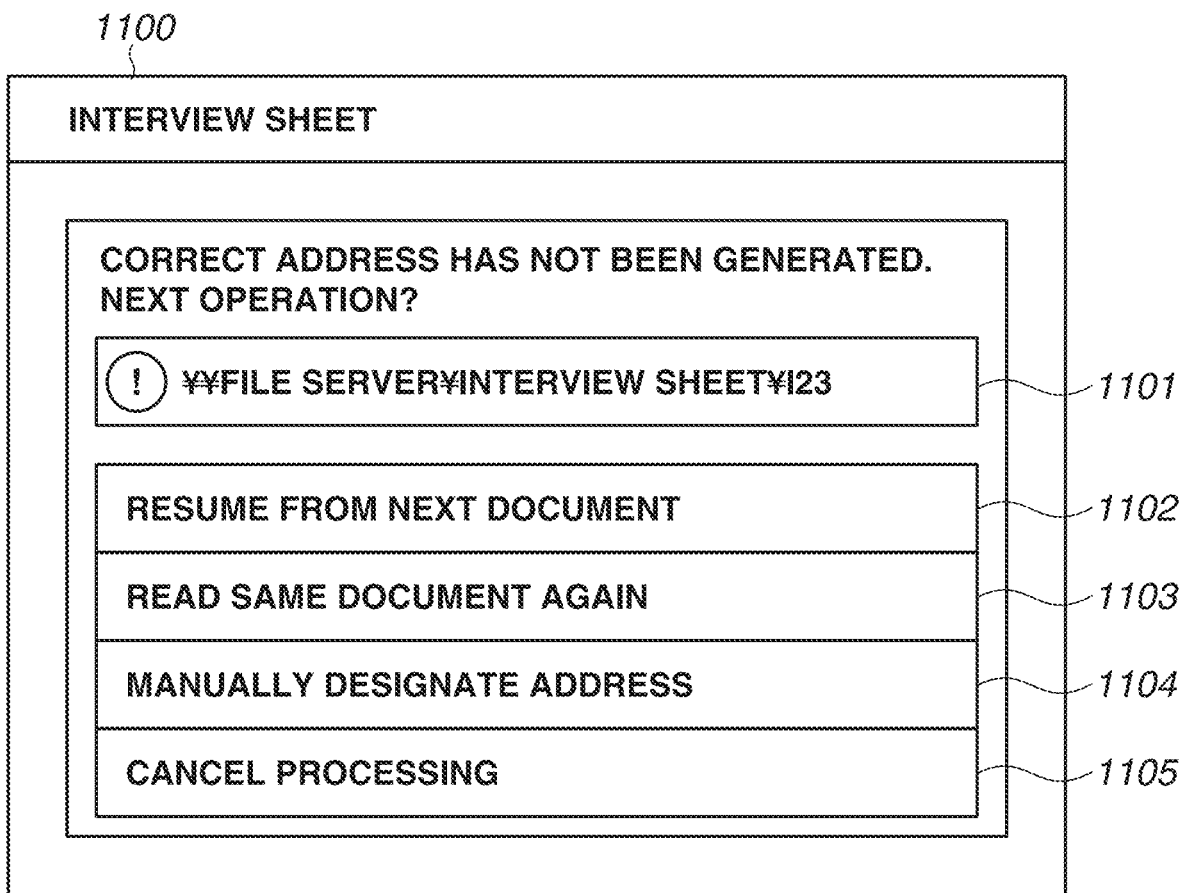 1100
INTERVIEW SHEET
CORRECT ADDRESS HAS NOT BEEN GENERATED.
NEXT OPERATION?
! ¥¥FILE SERVER¥INTERVIEW SHEET¥I23
1101
RESUME FROM NEXT DOCUMENT
1102
READ SAME DOCUMENT AGAIN
1103
MANUALLY DESIGNATE ADDRESS
1104
CANCEL PROCESSING
1105